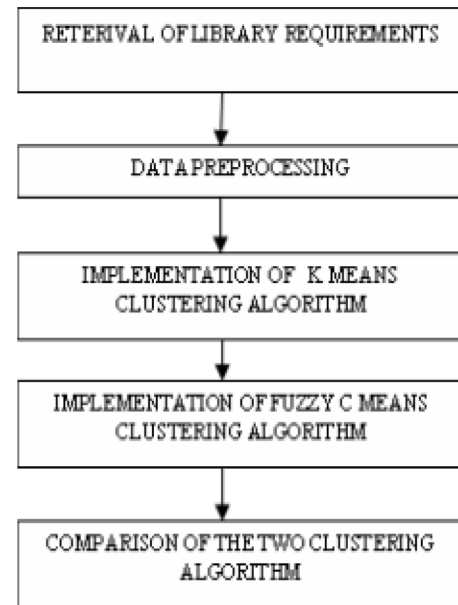 RETERIVAL OF LIBRARY REQUIREMENTS
DATA PREPROCESSING
IMPLEMENTATION OF K MEANS
CLUSTERING ALGORITHM
IMPLEMENTATION OF FUZZY C MEANS
CLUSTERING ALGORITHM
COMPARISON OF THE TWO CLUSTERING
ALGORITHM